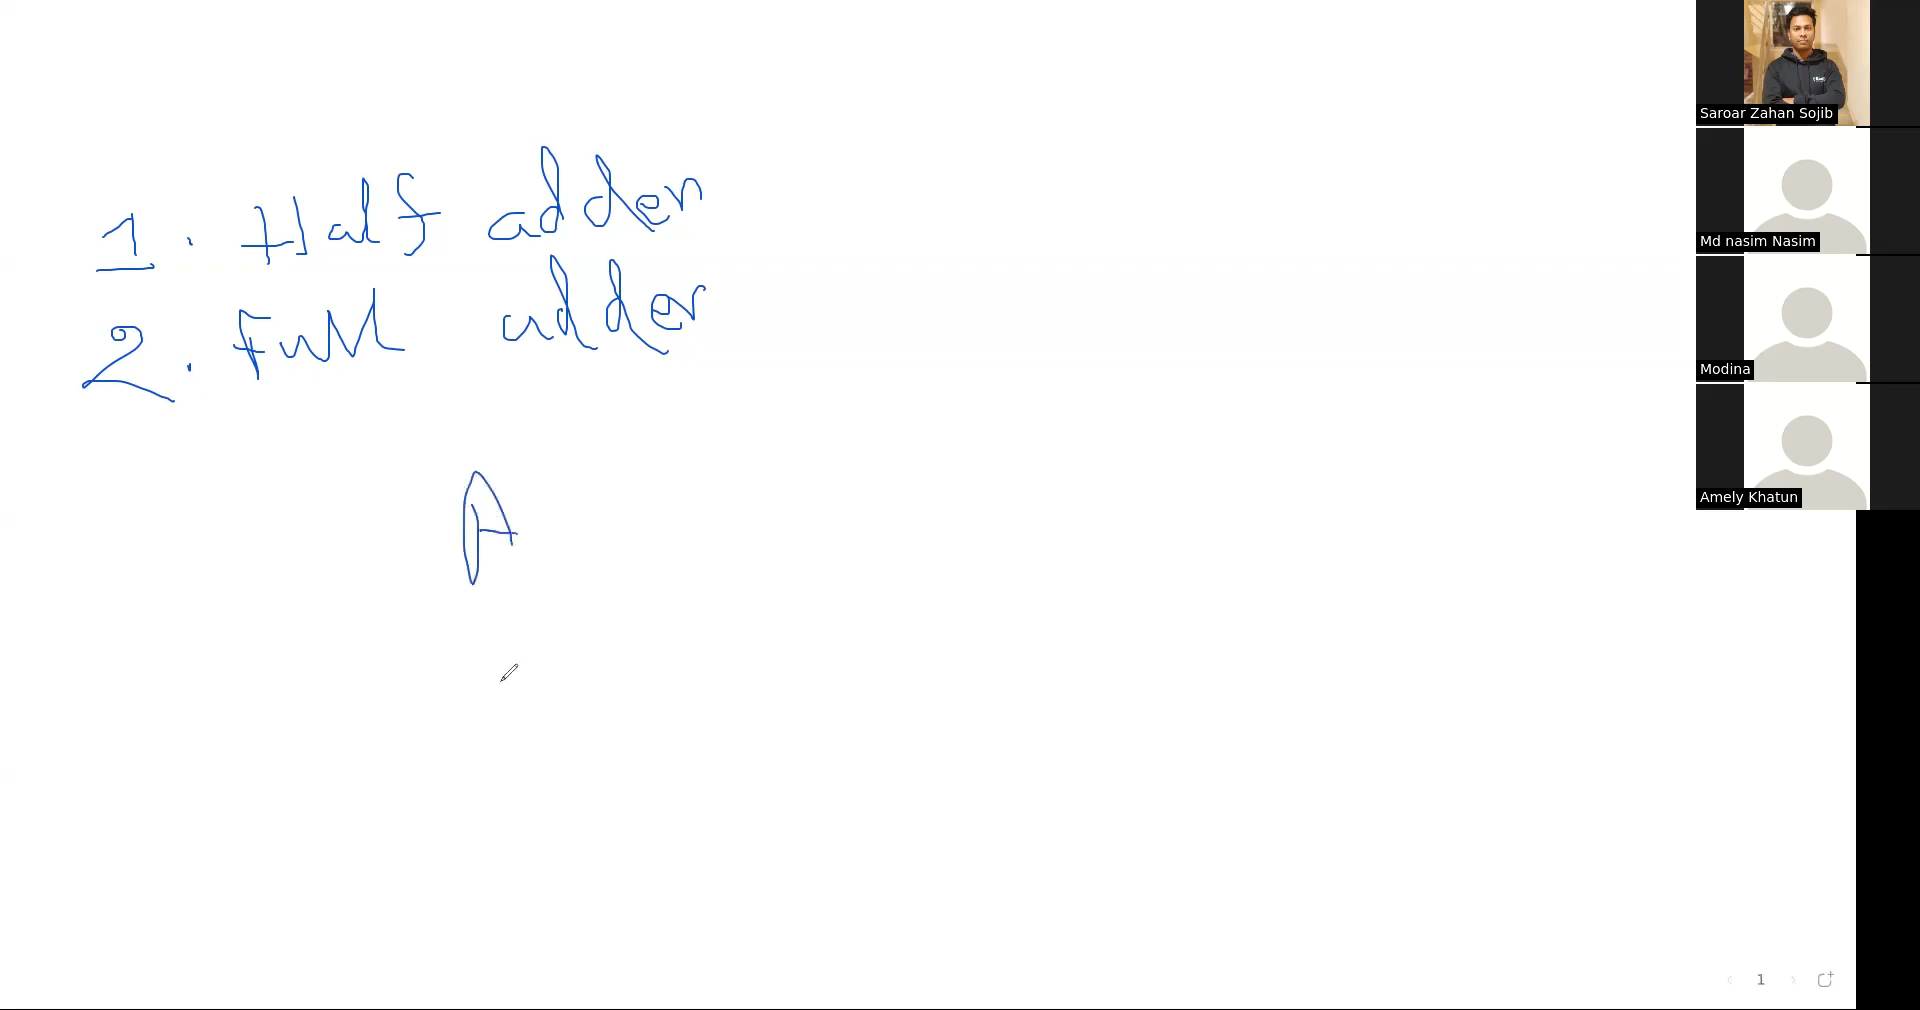 1. Half adder
2. Full adder
A
Saroar Zahan Sojib
Md nasim Nasim
Modina
Amely Khatun
1